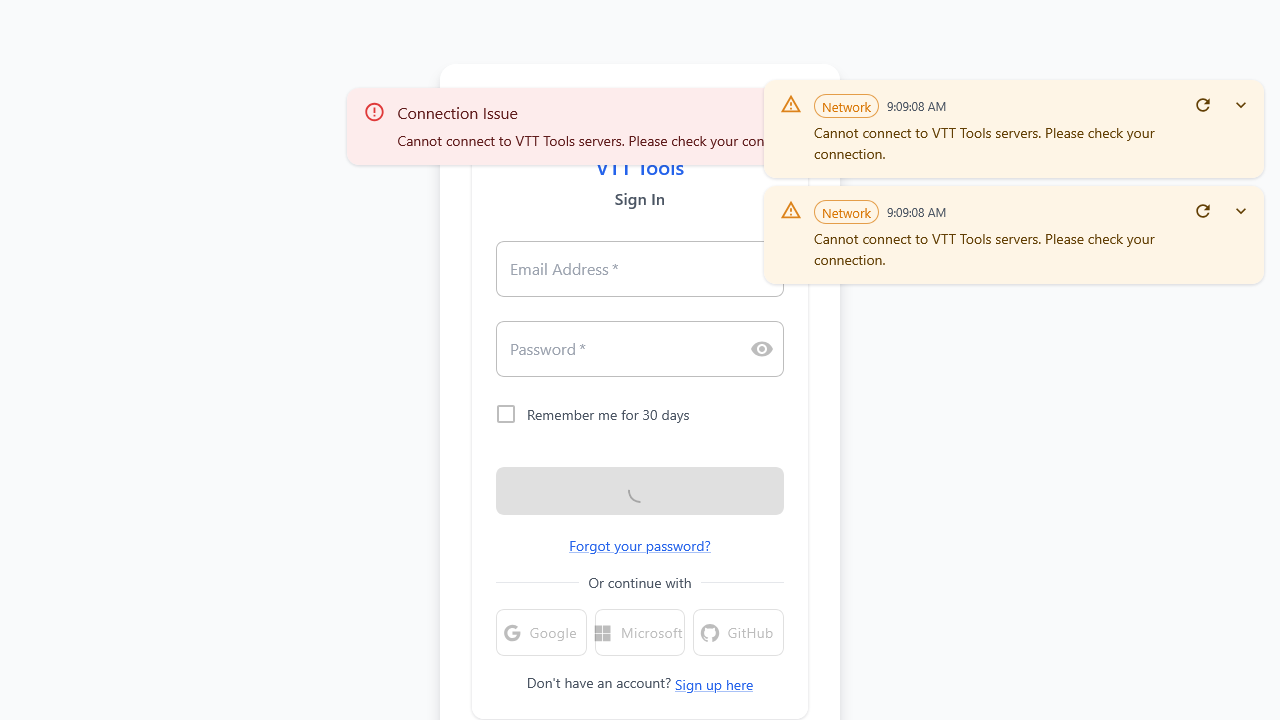 Connection Issue
Cannot connect to VTT Tools servers. Please check your con
Network 9:09:08 AM
Cannot connect to VTT Tools servers. Please check your
connection.
Network 9:09:08 AM
Cannot connect to VTT Tools servers. Please check your
connection.
VTT Tools
Sign In
Email Address *
Password *
Remember me for 30 days
Forgot your password?
Or continue with
Google Microsoft GitHub
Don't have an account? Sign up here